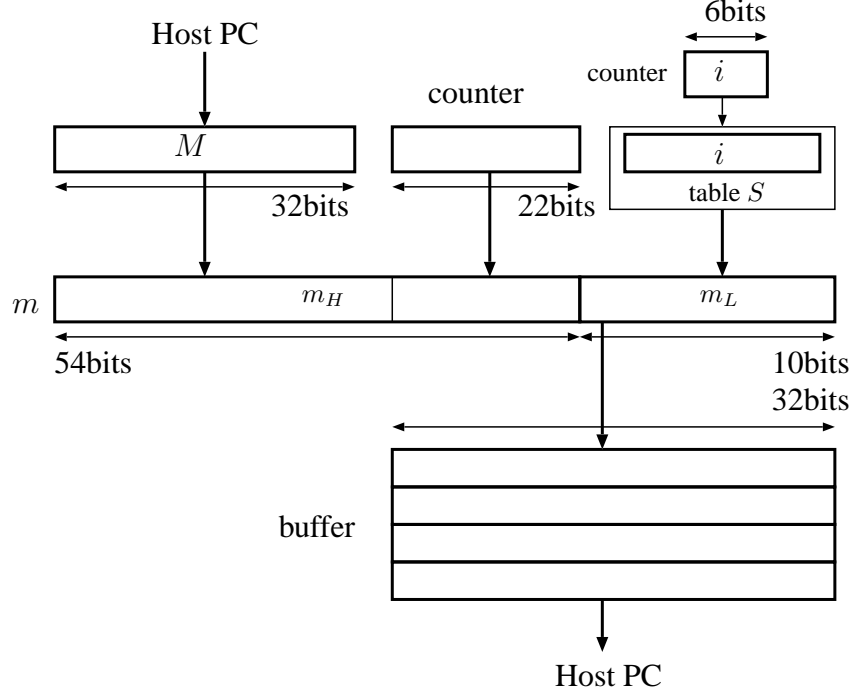 6bits
Host PC
counter i
counter
M
i
32bits
22bits
table S
m
m_H
m_L
54bits
10bits
32bits
buffer
Host PC